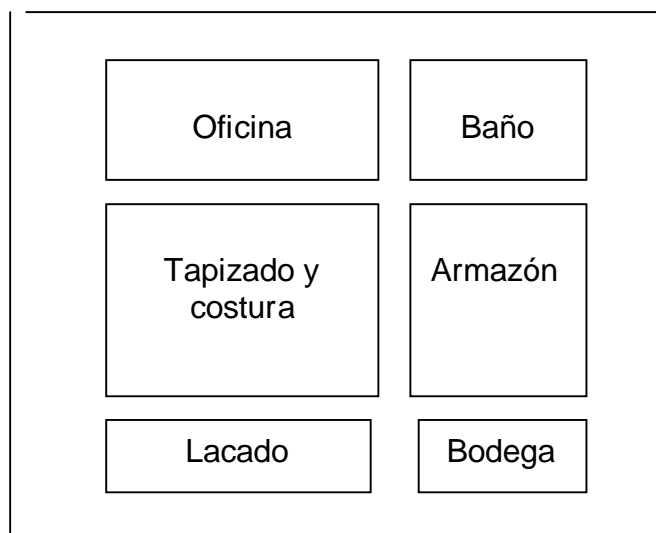 Oficina
Baño
Tapizado y
costura
Armazón
Lacado
Bodega